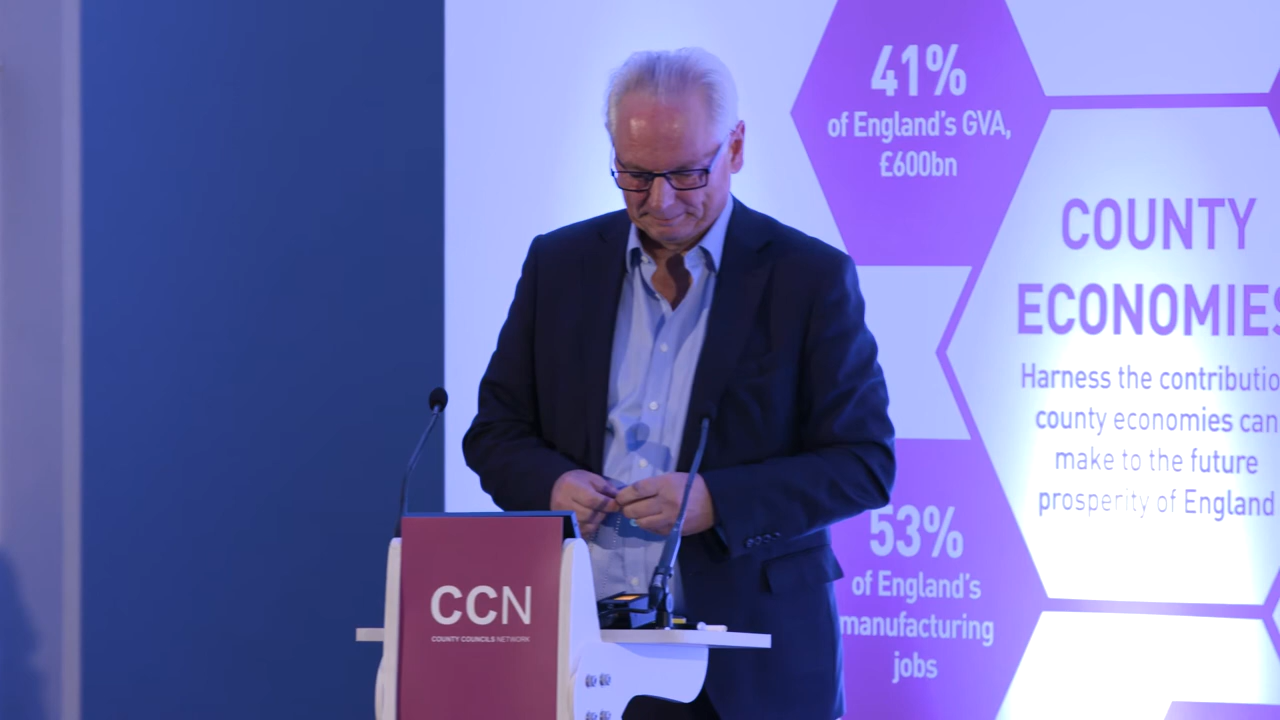 41%
of England's GVA,
£600bn
COUNTY
ECONOMIES
Harness the contributio
county economies can
make to the future
prosperity of England
53%
of England's
manufacturing
jobs
CCN
COUNTY COUNCILS NETWORK